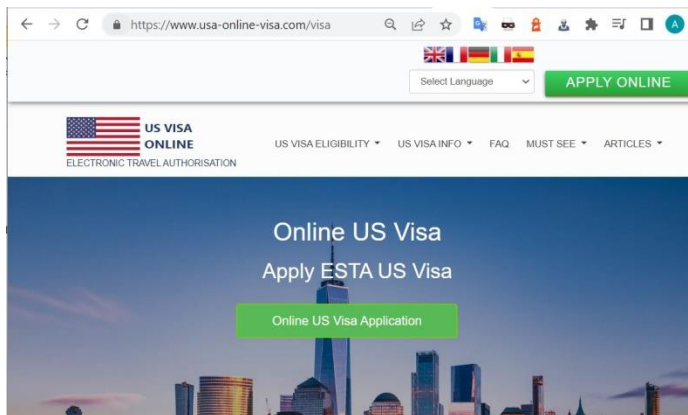 https://www.usa-online-visa.com/visa
A
Select Language
APPLY ONLINE
US VISA
ONLINE
ELECTRONIC TRAVEL AUTHORISATION
US VISA ELIGIBILITY
US VISA INFO
FAQ
MUST SEE
ARTICLES
Online US Visa
Apply ESTA US Visa
Online US Visa Application